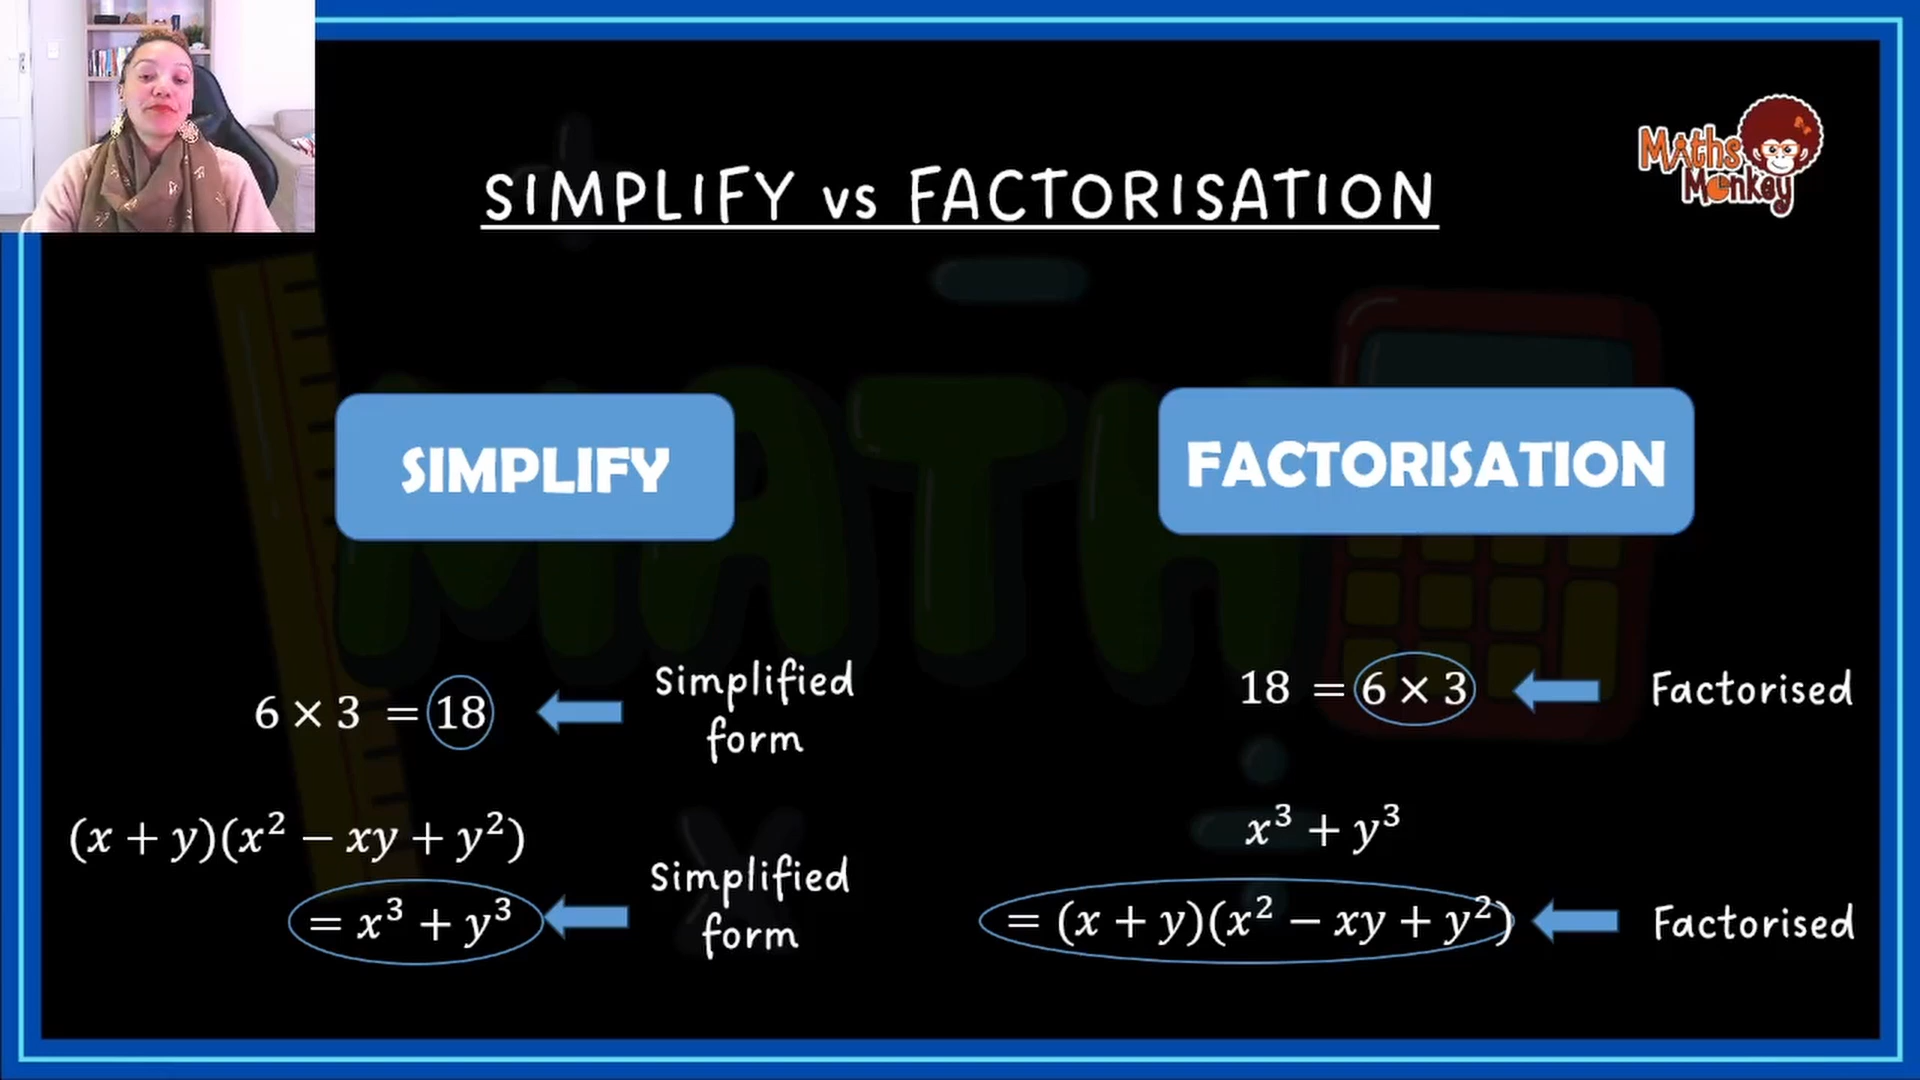 SIMPLIFY vs FACTORISATION
Maths
Monkey
MATH
SIMPLIFY
FACTORISATION
6 × 3 = 18
Simplified
form
18 = 6 × 3
Factorised
(x + y)(x² − xy + y²)
= x³ + y³
Simplified
form
x³ + y³
= (x + y)(x² − xy + y²)
Factorised